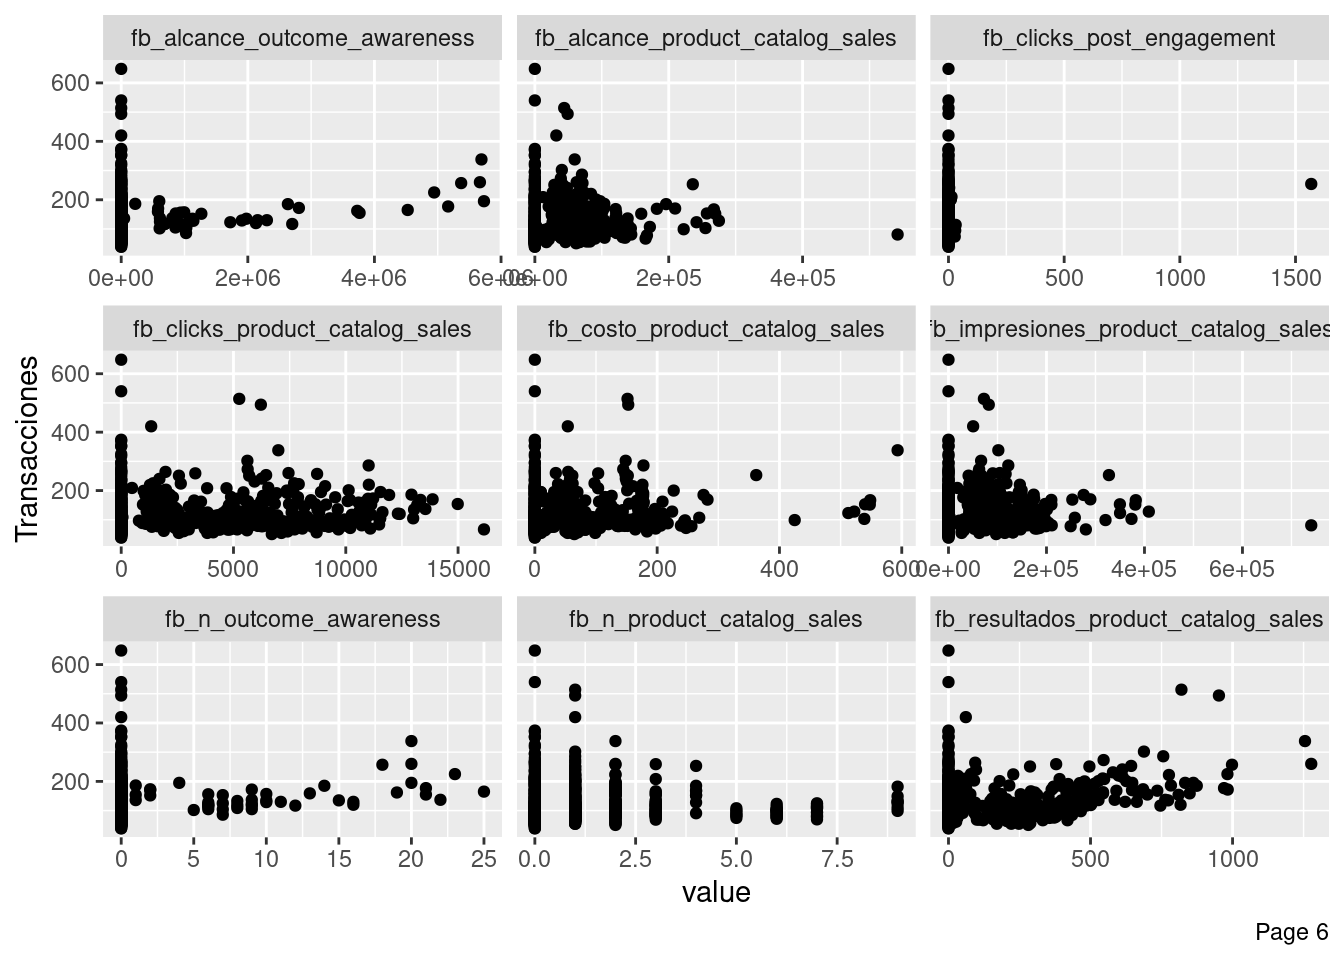 fb_alcance_outcome_awareness fb_alcance_product_catalog_sales fb_clicks_post_engagement
600
400
200
0e+00 2e+06 4e+06 6e+06 0e+00 2e+05 4e+05 0 500 1000 1500
fb_clicks_product_catalog_sales fb_costo_product_catalog_sales fb_impresiones_product_catalog_sales
600
400
200
0 5000 10000 15000 0 200 400 600 0e+00 2e+05 4e+05 6e+05
fb_n_outcome_awareness fb_n_product_catalog_sales fb_resultados_product_catalog_sales
600
400
200
0 5 10 15 20 25 0.0 2.5 5.0 7.5 0 500 1000
Transacciones
value
Page 6